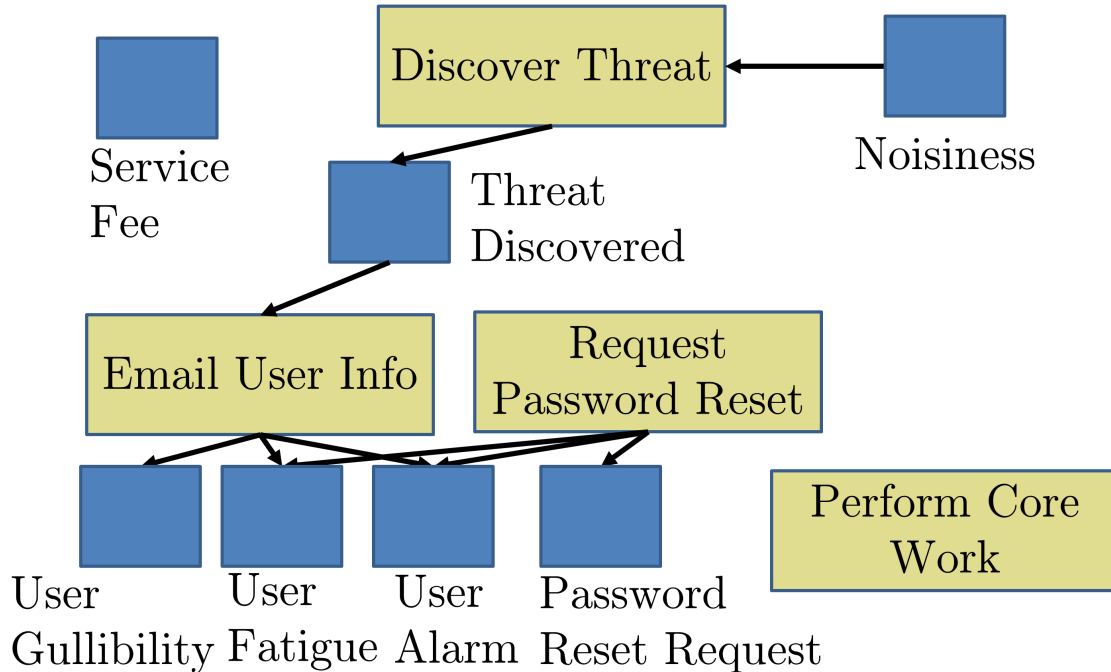 Discover Threat
Service
Fee
Noisiness
Threat
Discovered
Email User Info
Request
Password Reset
Perform Core
Work
User
Gullibility
User
Fatigue
User
Alarm
Password
Reset Request